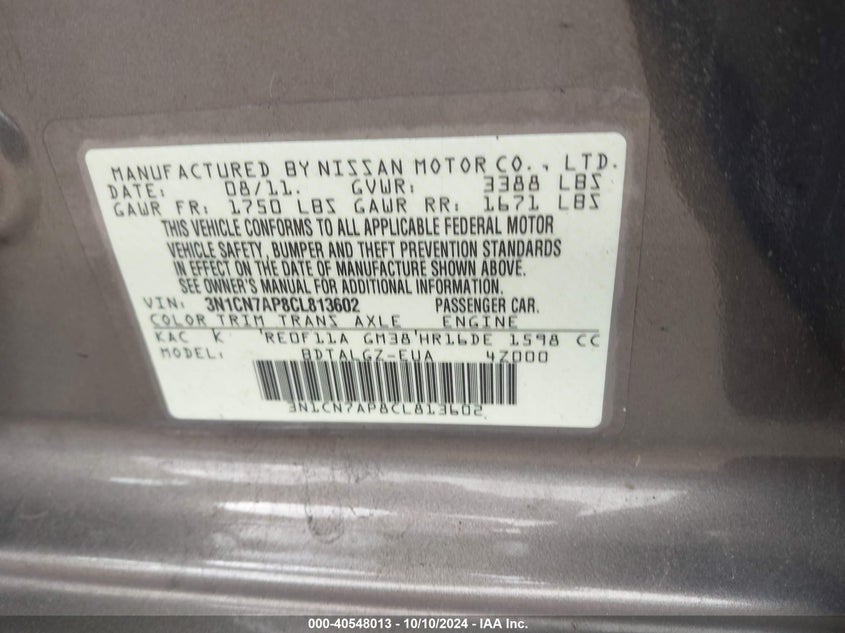 MANUFACTURED BY NISSAN MOTOR CO., LTD.
DATE: 08/11. GVWR: 3388 LBS
GAWR FR: 1750 LBS GAWR RR: 1671 LBS
THIS VEHICLE CONFORMS TO ALL APPLICABLE FEDERAL MOTOR
VEHICLE SAFETY, BUMPER AND THEFT PREVENTION STANDARDS
IN EFFECT ON THE DATE OF MANUFACTURE SHOWN ABOVE.
SEE OWNER'S MANUAL FOR ADDITIONAL INFORMATION.
VIN: 3N1CN7AP8CL813602 PASSENGER CAR.
COLOR TRIM TRANS AXLE ENGINE
KAC K RE0F11A GM38 HR16DE 1598 CC
MODEL: BDTALGZ-EUA 4Z000
3N1CN7AP8CL813602
000-40548013 - 10/10/2024 - IAA Inc.